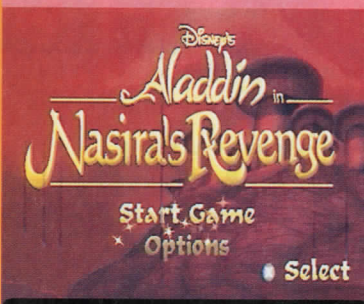 Disney's
Aladdin in
Nasira's Revenge
Start Game
Options
Select